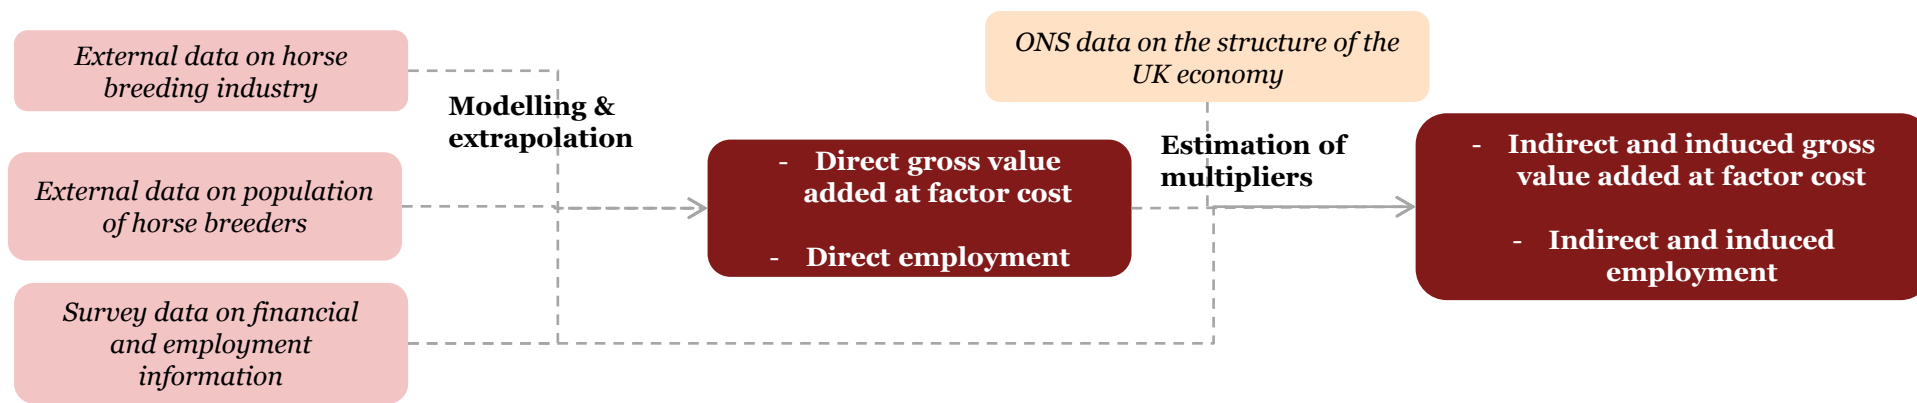 External data on horse
breeding industry
External data on population
of horse breeders
Survey data on financial
and employment
information
Modelling &
extrapolation
- Direct gross value
added at factor cost
- Direct employment
ONS data on the structure of the
UK economy
Estimation of
multipliers
- Indirect and induced gross
value added at factor cost
- Indirect and induced
employment